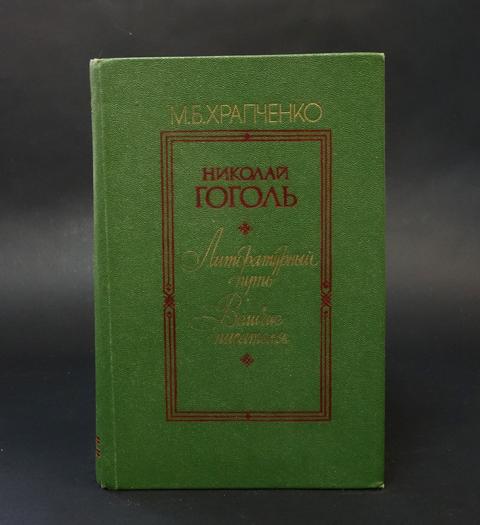 М.Б.ХРАПЧЕНКО
НИКОЛАЙ
ГОГОЛЬ
Литературный
путь
Величие
писателя